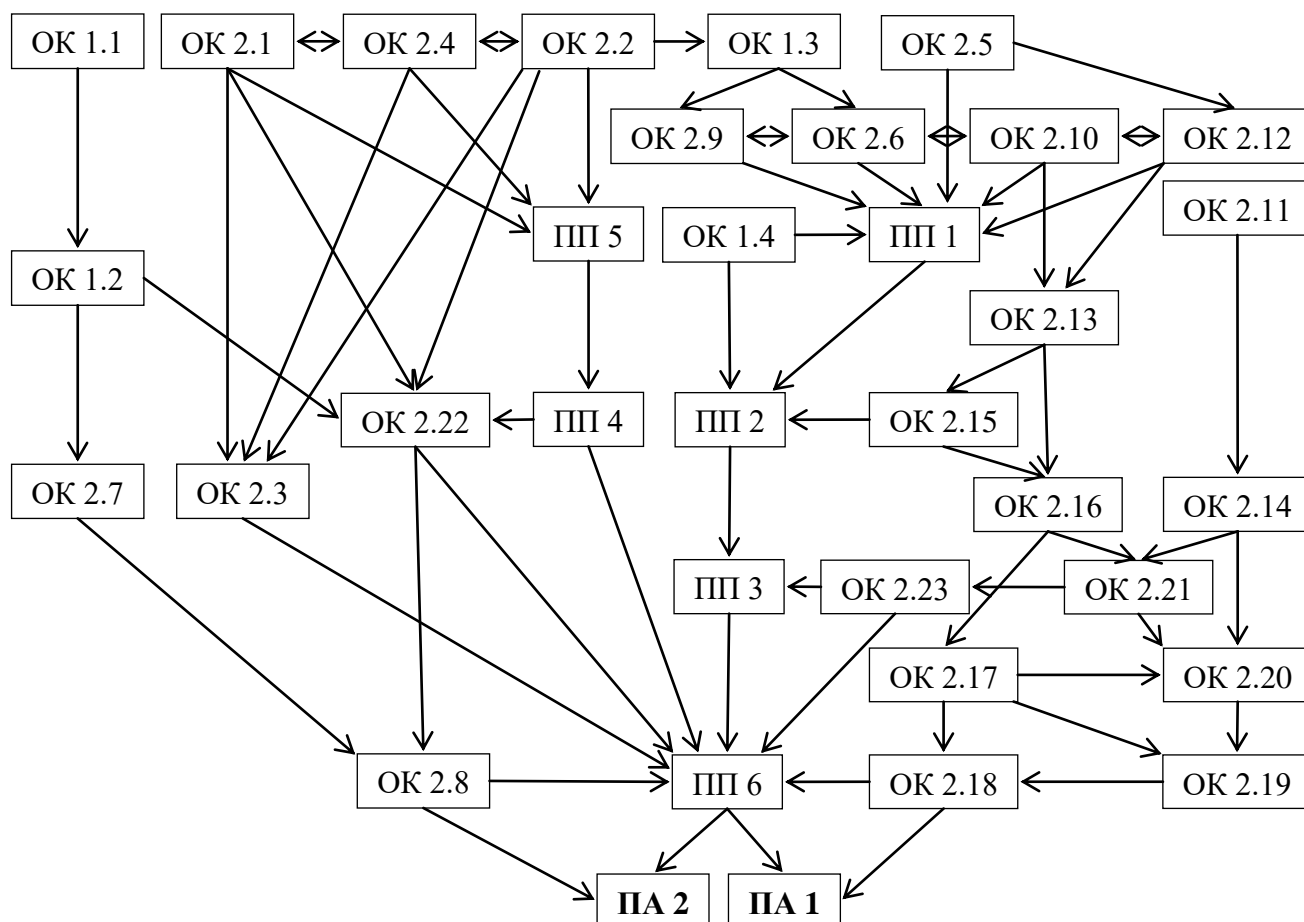 ОК 1.1
ОК 2.1
ОК 2.4
ОК 2.2
ОК 1.3
ОК 2.5
ОК 2.9
ОК 2.6
ОК 2.10
ОК 2.12
ОК 2.11
ПП 5
ОК 1.4
ПП 1
ОК 1.2
ОК 2.13
ОК 2.22
ПП 4
ПП 2
ОК 2.15
ОК 2.7
ОК 2.3
ОК 2.16
ОК 2.14
ПП 3
ОК 2.23
ОК 2.21
ОК 2.17
ОК 2.20
ОК 2.8
ПП 6
ОК 2.18
ОК 2.19
ПА 2
ПА 1